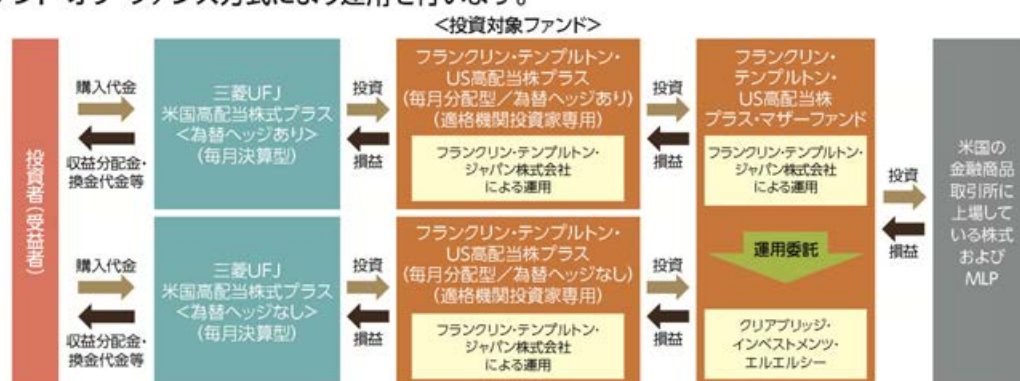 ンド・オブ・ファンズ方式により運用を行います。
<投資対象ファンド>
投資者(受益者)
購入代金
収益分配金・
換金代金等
三菱UFJ
米国高配当株式プラス
<為替ヘッジあり>
(毎月決算型)
投資
損益
フランクリン・テンプルトン・
US高配当株プラス
(毎月分配型/為替ヘッジあり)
(適格機関投資家専用)
フランクリン・テンプルトン・
ジャパン株式会社
による運用
投資
損益
購入代金
収益分配金・
換金代金等
三菱UFJ
米国高配当株式プラス
<為替ヘッジなし>
(毎月決算型)
投資
損益
フランクリン・テンプルトン・
US高配当株プラス
(毎月分配型/為替ヘッジなし)
(適格機関投資家専用)
フランクリン・テンプルトン・
ジャパン株式会社
による運用
投資
損益
フランクリン・
テンプルトン・
US高配当株
プラス・マザーファンド
フランクリン・テンプルトン・
ジャパン株式会社
による運用
運用委託
クリアブリッジ・
インベストメンツ・
エルエルシー
投資
損益
米国の
金融商品
取引所に
上場して
いる株式
および
MLP